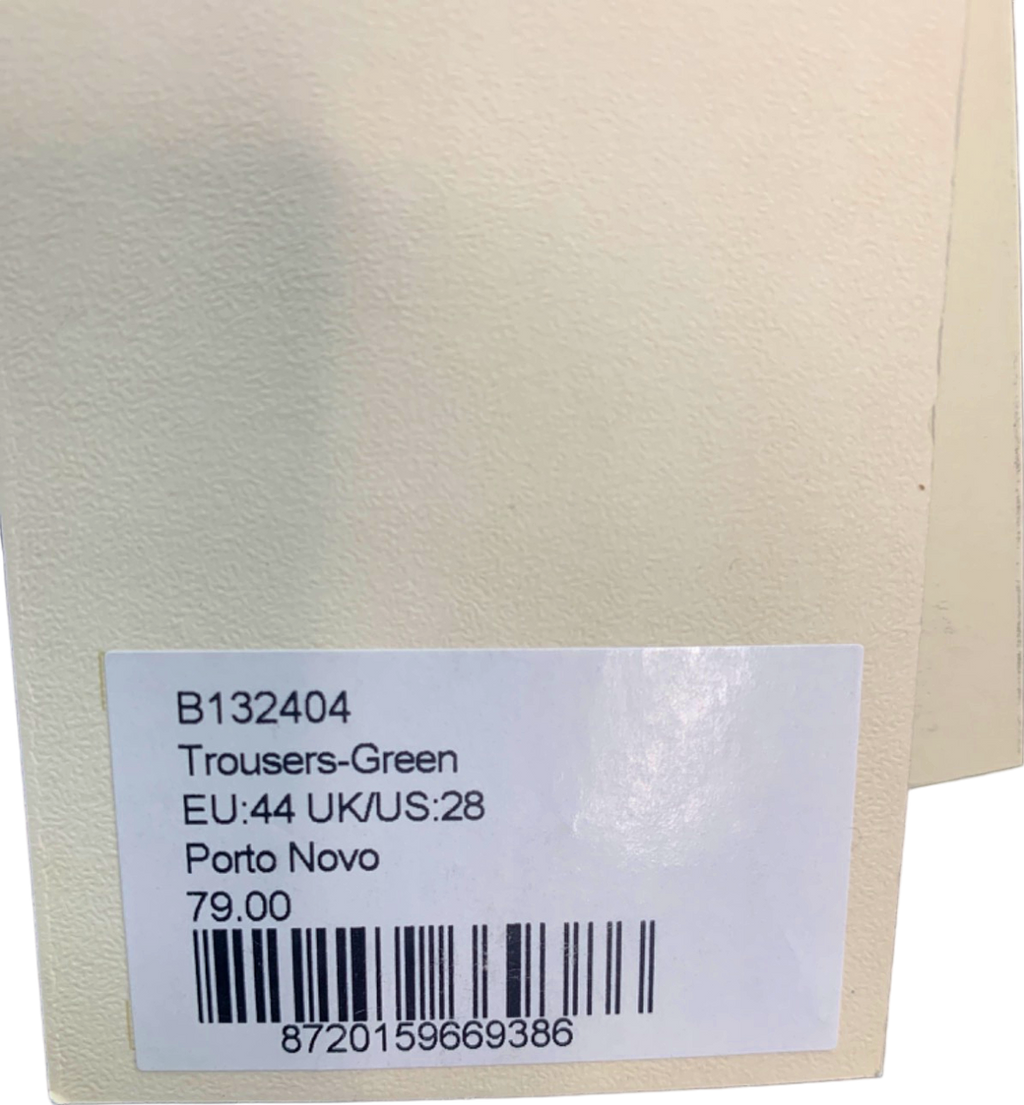 B132404
Trousers-Green
EU:44 UK/US:28
Porto Novo
79.00
8720159669386